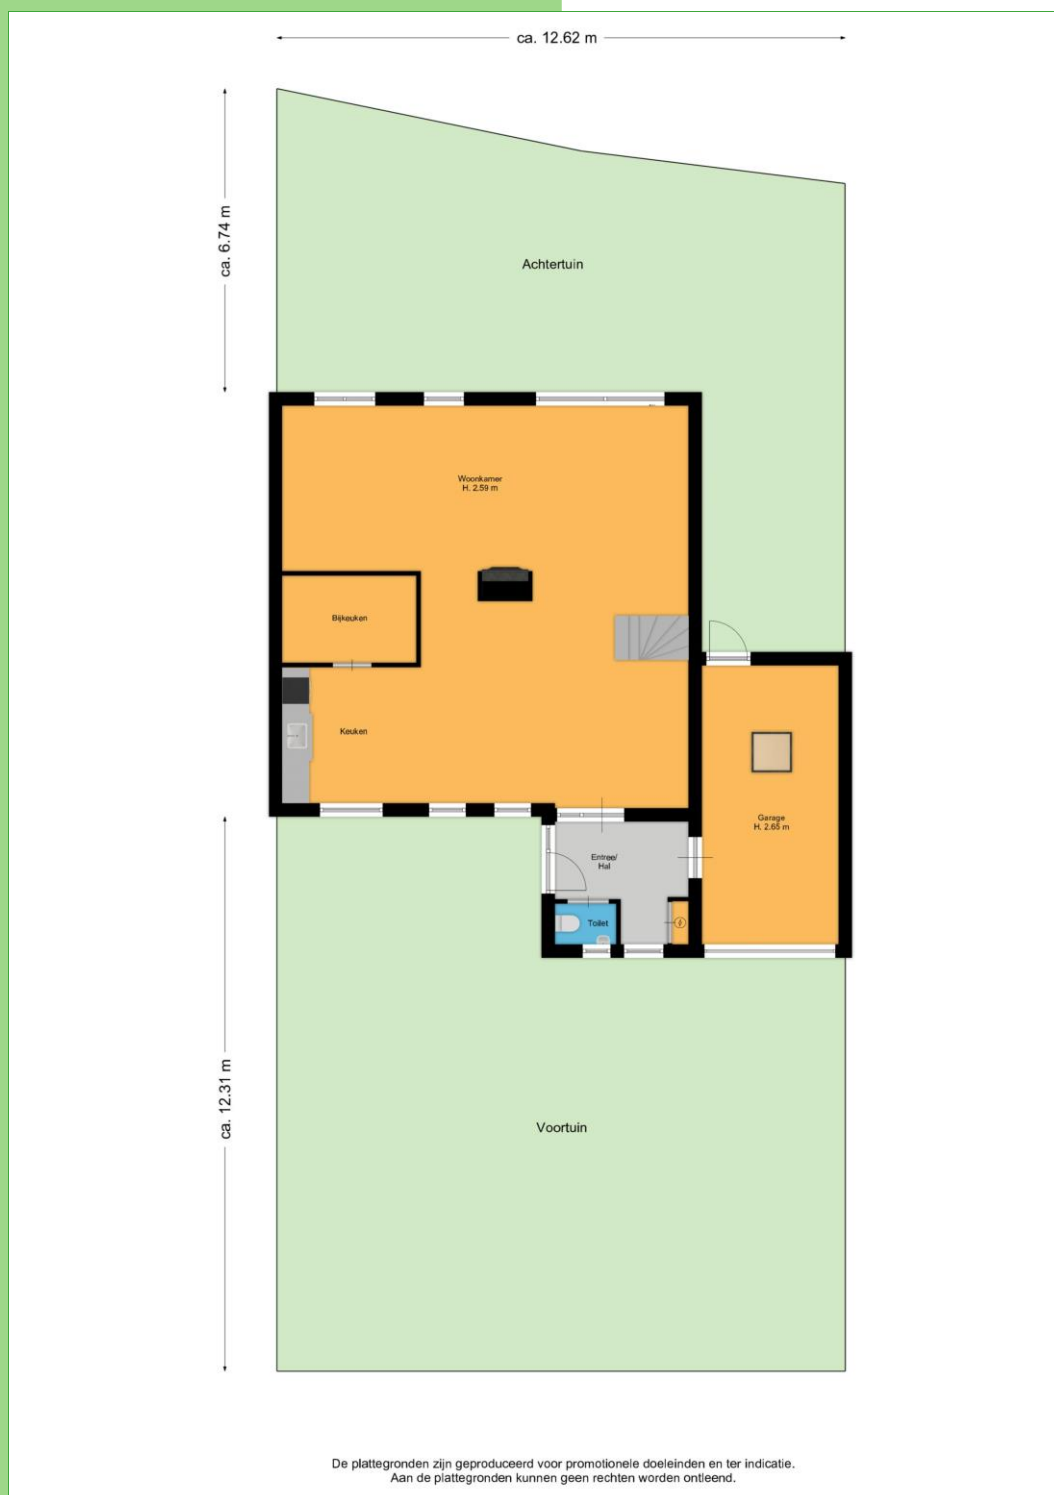 ca. 12.62 m
ca. 6.74 m
Achtertuin
Woonkamer
H. 2.59 m
Bijkeuken
Keuken
Garage
H. 2.65 m
Entree/
Hal
Toilet
ca. 12.31 m
Voortuin
De plattegronden zijn geproduceerd voor promotionele doeleinden en ter indicatie.
Aan de plattegronden kunnen geen rechten worden ontleend.